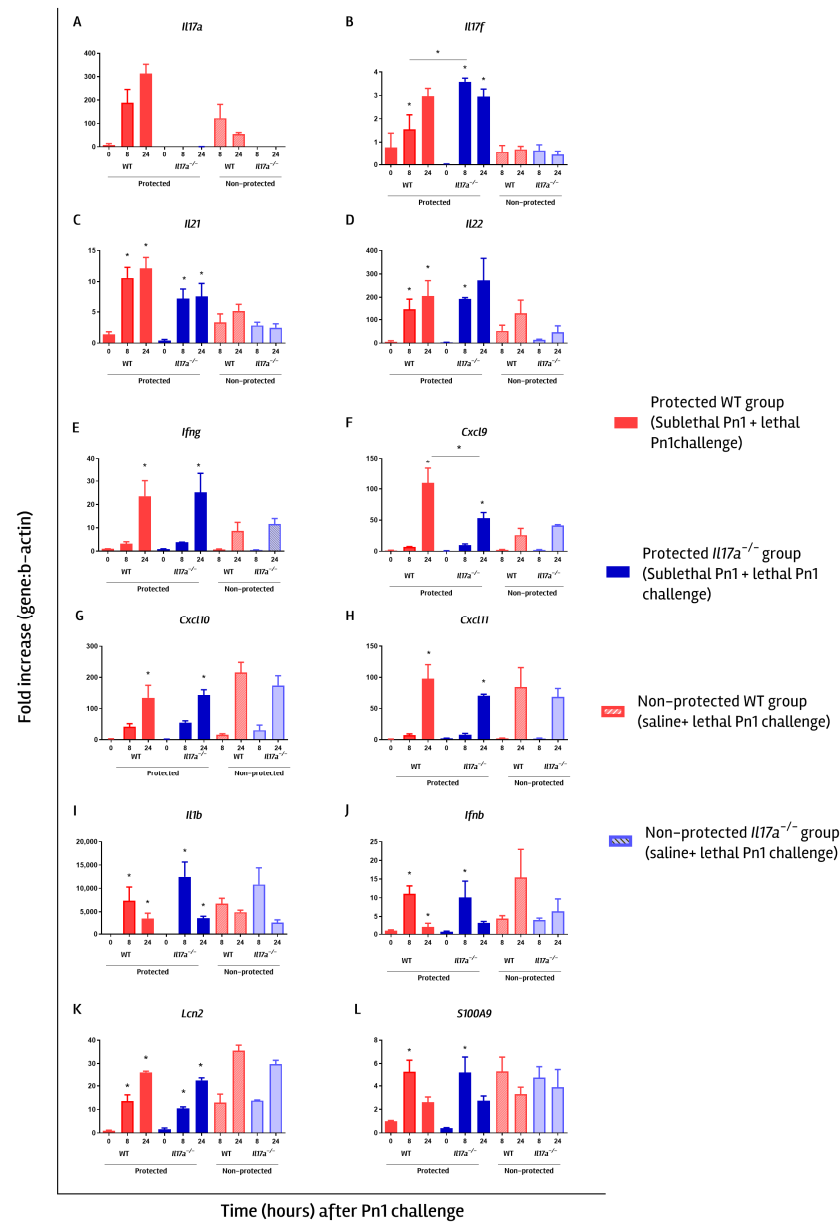 A
Il17a
400
300
200
100
0
0 8 24 0 8 24 8 24 8 24
WT Il17a−/− WT Il17a−/−
Protected Non-protected
B
Il17f
*
4
3
2
1
0
* * *
0 8 24 0 8 24 8 24 8 24
WT Il17a−/− WT Il17a−/−
Protected Non-protected
C
Il21
15
10
5
0
* * * *
0 8 24 0 8 24 8 24 8 24
WT Il17a−/− WT Il17a−/−
Protected Non-protected
D
Il22
400
300
200
100
0
* * *
0 8 24 0 8 24 8 24 8 24
WT Il17a−/− WT Il17a−/−
Protected Non-protected
E
Ifng
40
30
20
10
0
* *
0 8 24 0 8 24 8 24 8 24
WT Il17a−/− WT Il17a−/−
Protected Non-protected
F
Cxcl9
*
150
100
50
0
* *
0 8 24 0 8 24 8 24 8 24
WT Il17a−/− WT Il17a−/−
Protected Non-protected
G
Cxcl10
300
200
100
0
* *
0 8 24 0 8 24 8 24 8 24
WT Il17a−/− WT Il17a−/−
Protected Non-protected
H
Cxcl11
150
100
50
0
* *
0 8 24 0 8 24 8 24 8 24
WT Il17a−/− WT Il17a−/−
Protected Non-protected
I
Il1b
20,000
15,000
10,000
5,000
0
* * * *
0 8 24 0 8 24 8 24 8 24
WT Il17a−/− WT Il17a−/−
Protected Non-protected
J
Ifnb
25
20
15
10
5
0
* * *
0 8 24 0 8 24 8 24 8 24
WT Il17a−/− WT Il17a−/−
Protected Non-protected
K
Lcn2
40
30
20
10
0
* * * *
0 8 24 0 8 24 8 24 8 24
WT Il17a−/− WT Il17a−/−
Protected Non-protected
L
S100A9
8
6
4
2
0
* *
0 8 24 0 8 24 8 24 8 24
WT Il17a−/− WT Il17a−/−
Protected Non-protected
Fold increase (gene:b-actin)
Time (hours) after Pn1 challenge
Protected WT group
(Sublethal Pn1 + lethal
Pn1challenge)
Protected Il17a−/− group
(Sublethal Pn1 + lethal Pn1
challenge)
Non-protected WT group
(saline+ lethal Pn1 challenge)
Non-protected Il17a−/− group
(saline+ lethal Pn1 challenge)